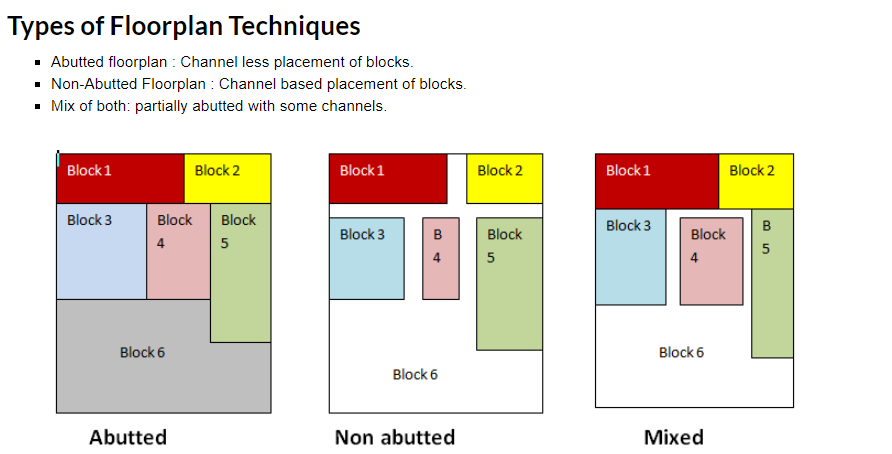 Types of Floorplan Techniques
▪ Abutted floorplan : Channel less placement of blocks.
▪ Non-Abutted Floorplan : Channel based placement of blocks.
▪ Mix of both: partially abutted with some channels.
Block 1
Block 2
Block 3
Block
4
Block
5
Block 6
Abutted
Block 1
Block 2
Block 3
B
4
Block
5
Block 6
Non abutted
Block 1
Block 2
Block 3
Block
4
B
5
Block 6
Mixed